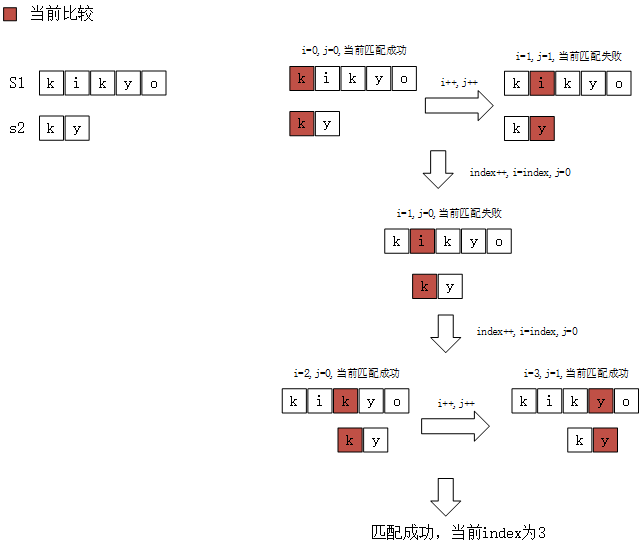 当前比较
S1 k i k y o
s2 k y
i=0, j=0, 当前匹配成功
k i k y o
k y
i++, j++
i=1, j=1, 当前匹配失败
k i k y o
k y
index++, i=index, j=0
i=1, j=0, 当前匹配失败
k i k y o
k y
index++, i=index, j=0
i=2, j=0, 当前匹配成功
k i k y o
k y
i++, j++
i=3, j=1, 当前匹配成功
k i k y o
k y
匹配成功，当前index为3